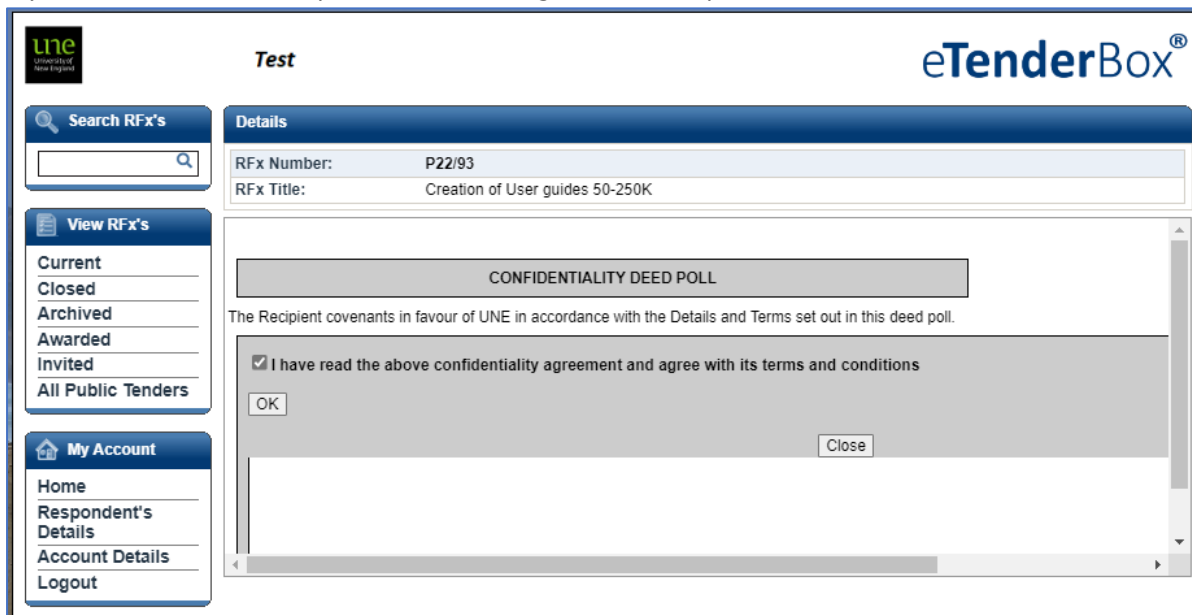 une
University of
New England
Test
eTenderBox®
Search RFx's
View RFx's
Current
Closed
Archived
Awarded
Invited
All Public Tenders
My Account
Home
Respondent's
Details
Account Details
Logout
Details
RFx Number: P22/93
RFx Title: Creation of User guides 50-250K
CONFIDENTIALITY DEED POLL
The Recipient covenants in favour of UNE in accordance with the Details and Terms set out in this deed poll.
I have read the above confidentiality agreement and agree with its terms and conditions
OK
Close